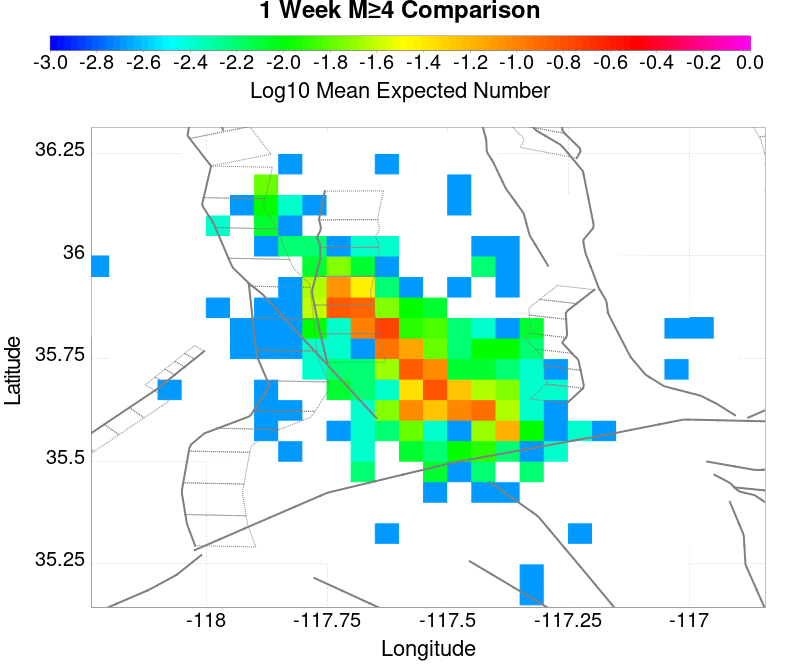 1 Week M≥4 Comparison
-3.0 -2.8 -2.6 -2.4 -2.2 -2.0 -1.8 -1.6 -1.4 -1.2 -1.0 -0.8 -0.6 -0.4 -0.2 0.0
Log10 Mean Expected Number
36.25
36
35.75
35.5
35.25
Latitude
-118 -117.75 -117.5 -117.25 -117
Longitude